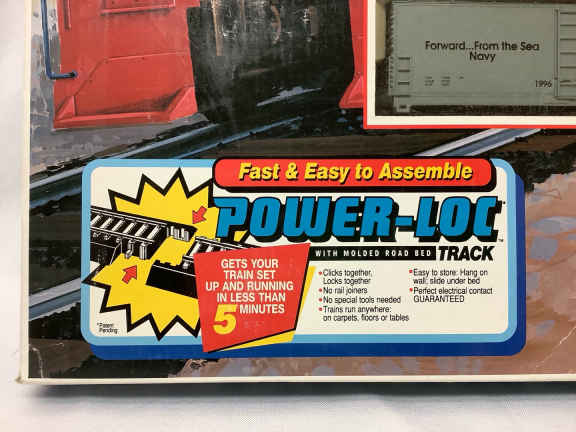 Forward...From the Sea
Navy
1996
Fast & Easy to Assemble
POWER-LOC™
WITH MOLDED ROAD BED TRACK
GETS YOUR
TRAIN SET
UP AND RUNNING
IN LESS THAN
5 MINUTES
•Clicks together,
Locks together
•No rail joiners
•No special tools needed
•Trains run anywhere:
on carpets, floors or tables
•Easy to store: Hang on
wall, slide under bed
•Perfect electrical contact
GUARANTEED
*Patent
Pending